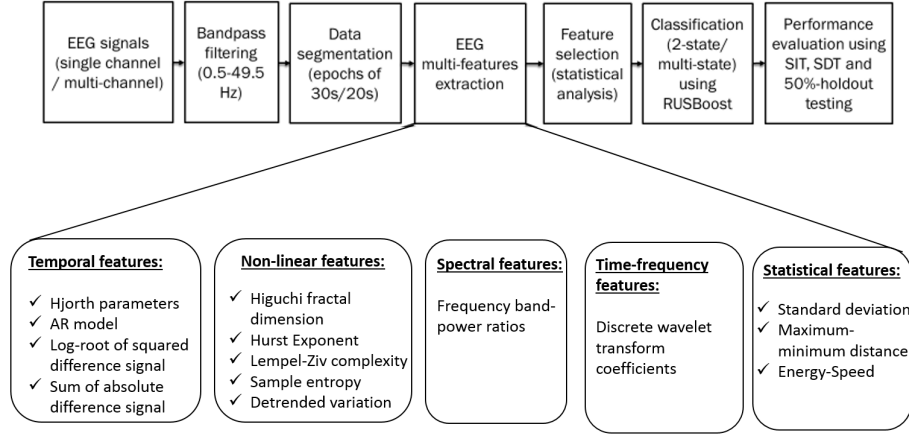 EEG signals
(single channel
/ multi-channel)
Bandpass
filtering
(0.5-49.5
Hz)
Data
segmentation
(epochs of
30s/20s)
EEG
multi-features
extraction
Feature
selection
(statistical
analysis)
Classification
(2-state/
multi-state)
using
RUSBoost
Performance
evaluation using
SIT, SDT and
50%-holdout
testing
Temporal features:
✓ Hjorth parameters
✓ AR model
✓ Log-root of squared
difference signal
✓ Sum of absolute
difference signal
Non-linear features:
✓ Higuchi fractal
dimension
✓ Hurst Exponent
✓ Lempel-Ziv complexity
✓ Sample entropy
✓ Detrended variation
Spectral features:
Frequency band-
power ratios
Time-frequency
features:
Discrete wavelet
transform
coefficients
Statistical features:
✓ Standard deviation
✓ Maximum-
minimum distance
✓ Energy-Speed